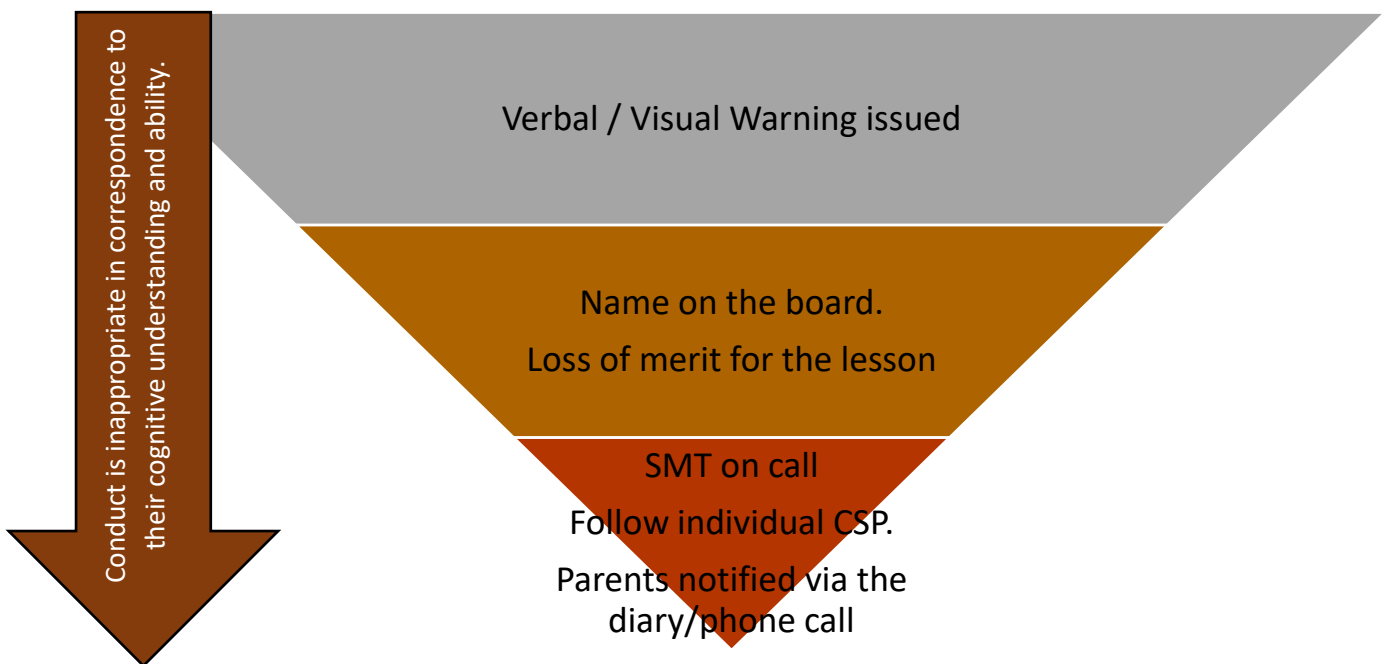 Conduct is inappropriate in correspondence to
their cognitive understanding and ability.
Verbal / Visual Warning issued
Name on the board.
Loss of merit for the lesson
SMT on call
Follow individual CSP.
Parents notified via the
diary/phone call